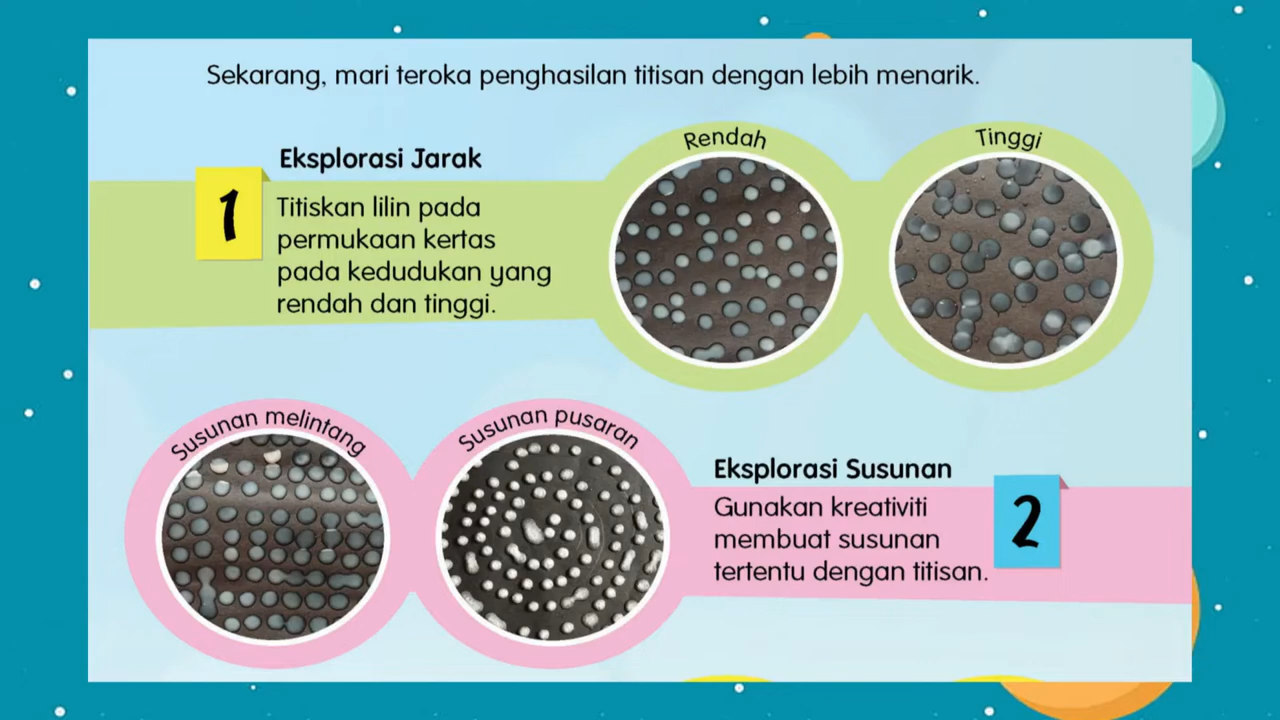 Sekarang, mari teroka penghasilan titisan dengan lebih menarik.
1
Eksplorasi Jarak
Titiskan lilin pada
permukaan kertas
pada kedudukan yang
rendah dan tinggi.
Rendah
Tinggi
Susunan melintang
Susunan pusaran
Eksplorasi Susunan
Gunakan kreativiti
membuat susunan
tertentu dengan titisan.
2